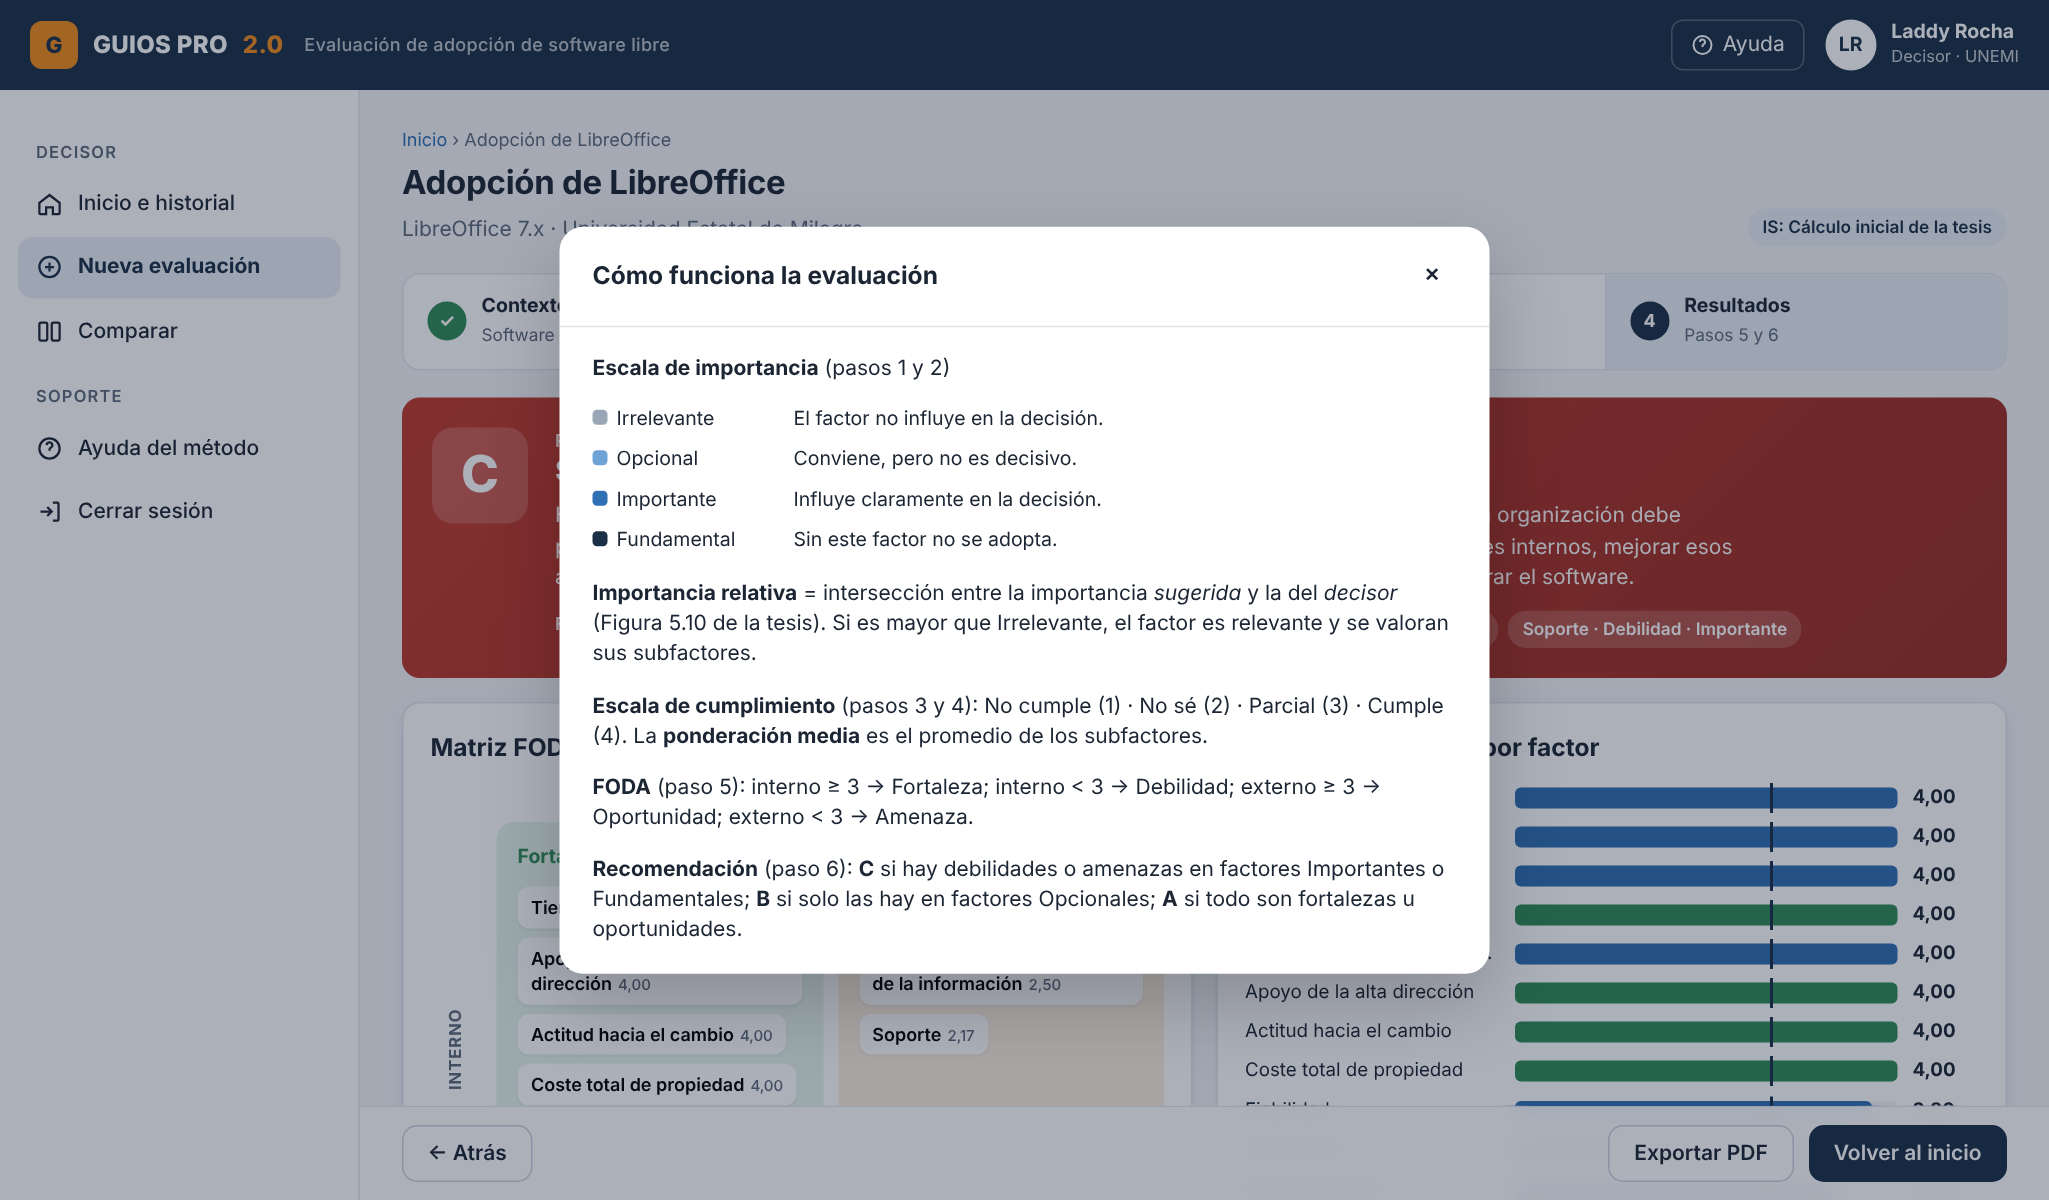 G GUIOS PRO 2.0 Evaluación de adopción de software libre
Ayuda
LR
Laddy Rocha
Decisor · UNEMI
DECISOR
Inicio e historial
Nueva evaluación
Comparar
SOPORTE
Ayuda del método
Cerrar sesión
Inicio › Adopción de LibreOffice
Adopción de LibreOffice
LibreOffice 7.x · Universidad Estatal de Milagro
IS: Cálculo inicial de la tesis
Contexto
Software
4
Resultados
Pasos 5 y 6
C
organización debe
es internos, mejorar esos
rar el software.
Soporte · Debilidad · Importante
Cómo funciona la evaluación
×
Escala de importancia (pasos 1 y 2)
Irrelevante El factor no influye en la decisión.
Opcional Conviene, pero no es decisivo.
Importante Influye claramente en la decisión.
Fundamental Sin este factor no se adopta.
Importancia relativa = intersección entre la importancia sugerida y la del decisor
(Figura 5.10 de la tesis). Si es mayor que Irrelevante, el factor es relevante y se valoran
sus subfactores.
Escala de cumplimiento (pasos 3 y 4): No cumple (1) · No sé (2) · Parcial (3) · Cumple
(4). La ponderación media es el promedio de los subfactores.
FODA (paso 5): interno ≥ 3 → Fortaleza; interno < 3 → Debilidad; externo ≥ 3 →
Oportunidad; externo < 3 → Amenaza.
Recomendación (paso 6): C si hay debilidades o amenazas en factores Importantes o
Fundamentales; B si solo las hay en factores Opcionales; A si todo son fortalezas u
oportunidades.
Matriz FOD
Forta
Tie
Apo
dirección 4,00
Actitud hacia el cambio 4,00
Coste total de propiedad 4,00
INTERNO
de la información 2,50
Soporte 2,17
por factor
4,00
4,00
4,00
4,00
4,00
Apoyo de la alta dirección 4,00
Actitud hacia el cambio 4,00
Coste total de propiedad 4,00
← Atrás
Exportar PDF
Volver al inicio